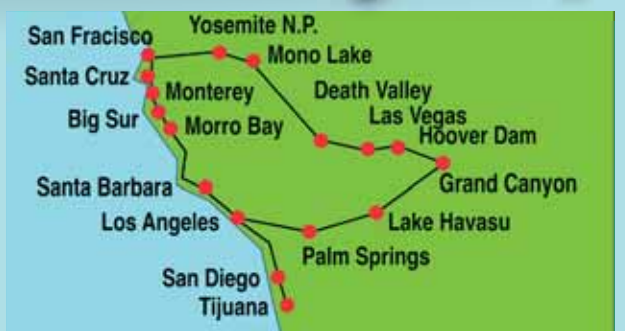 Yosemite N.P.
San Fracisco
Mono Lake
Santa Cruz
Monterey
Death Valley
Las Vegas
Big Sur
Morro Bay
Hoover Dam
Santa Barbara
Grand Canyon
Los Angeles
Lake Havasu
Palm Springs
San Diego
Tijuana